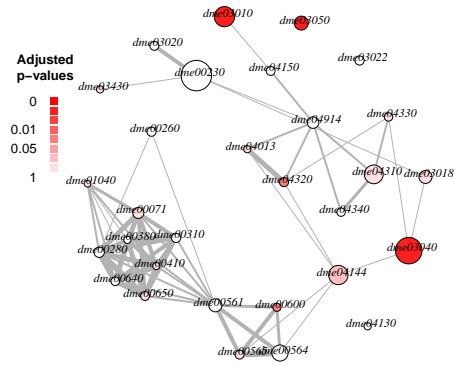 dme03010
dme03050
dme03020
dme03022
Adjusted
p−values
dme00230
dme04150
dme03430
0
0.01
0.05
1
dme04914
dme04330
dme00260
dme04013
dme01040
dme04320
dme04310
dme03018
dme00071
dme04340
dme00380
dme00310
dme00280
dme03040
dme00410
dme04144
dme00640
dme00650
dme00561
dme00600
dme04130
dme00564